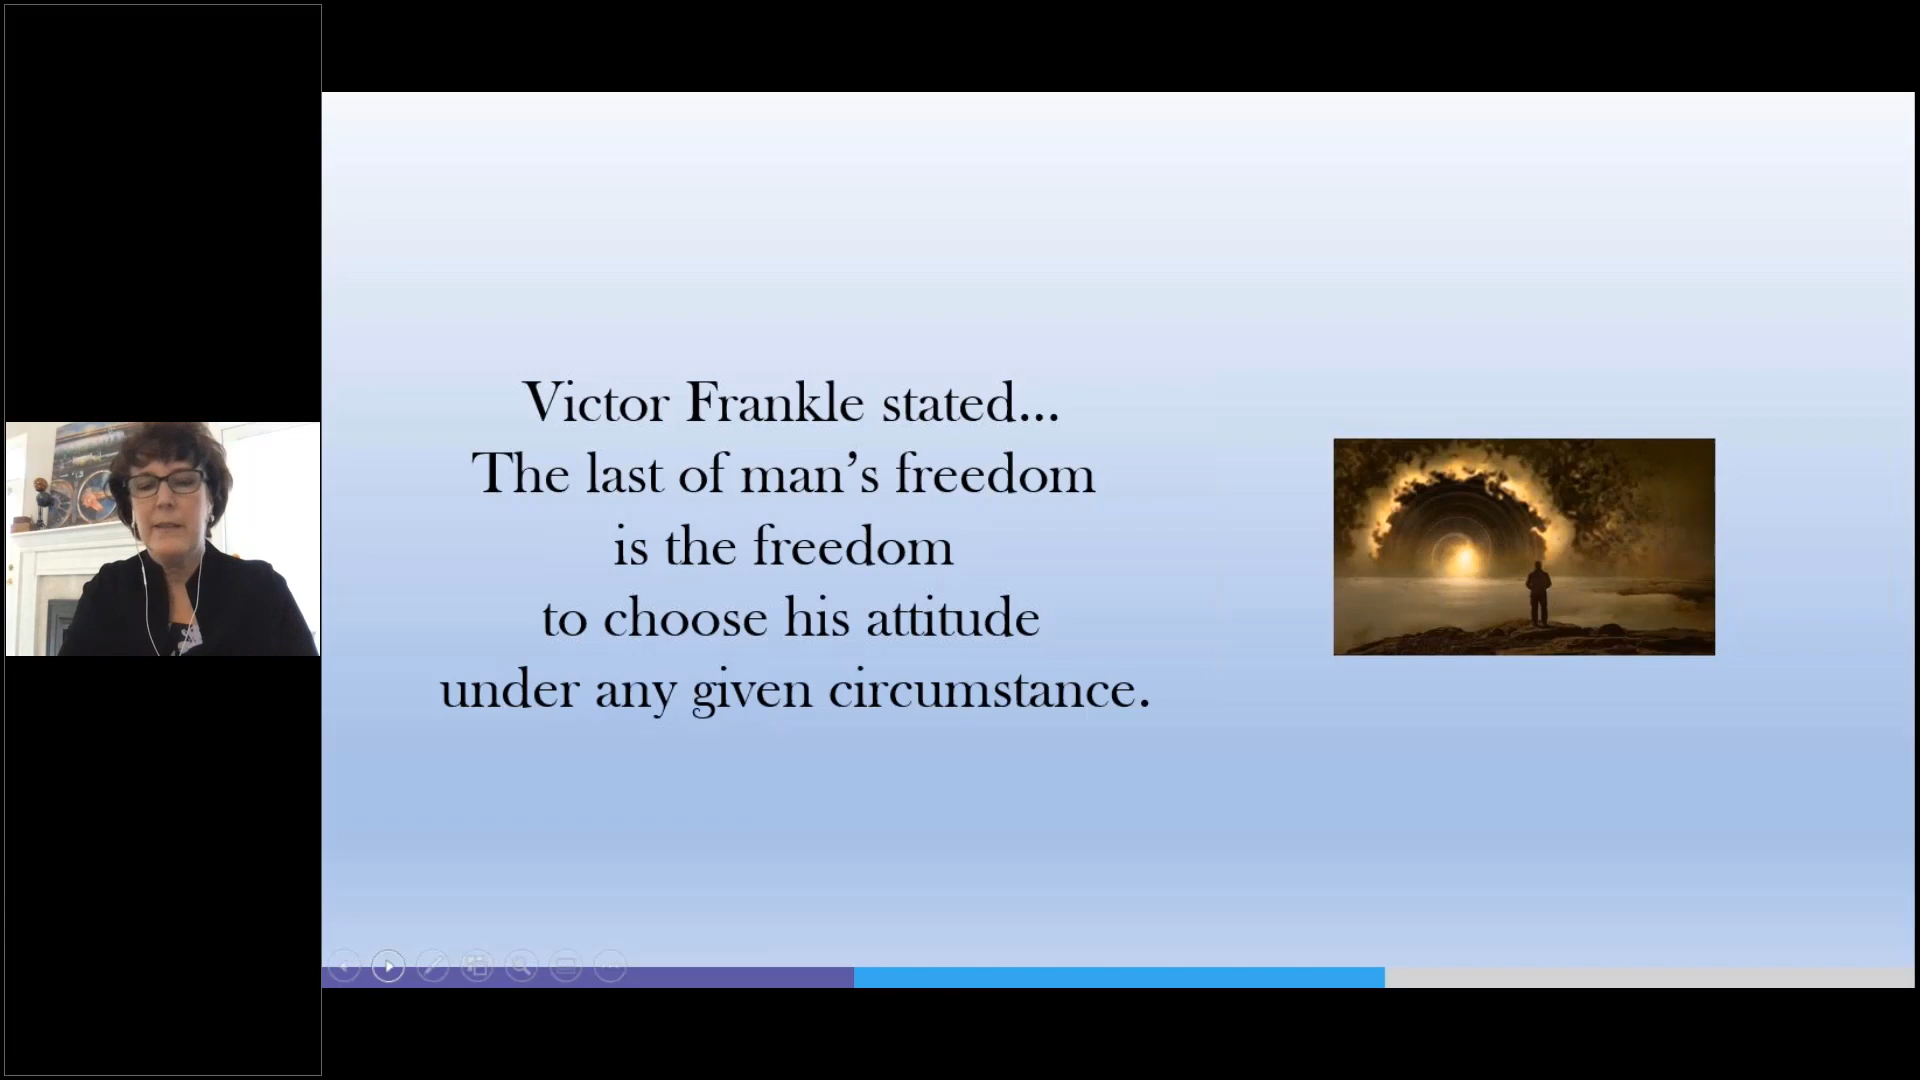 Victor Frankle stated...
The last of man’s freedom
is the freedom
to choose his attitude
under any given circumstance.